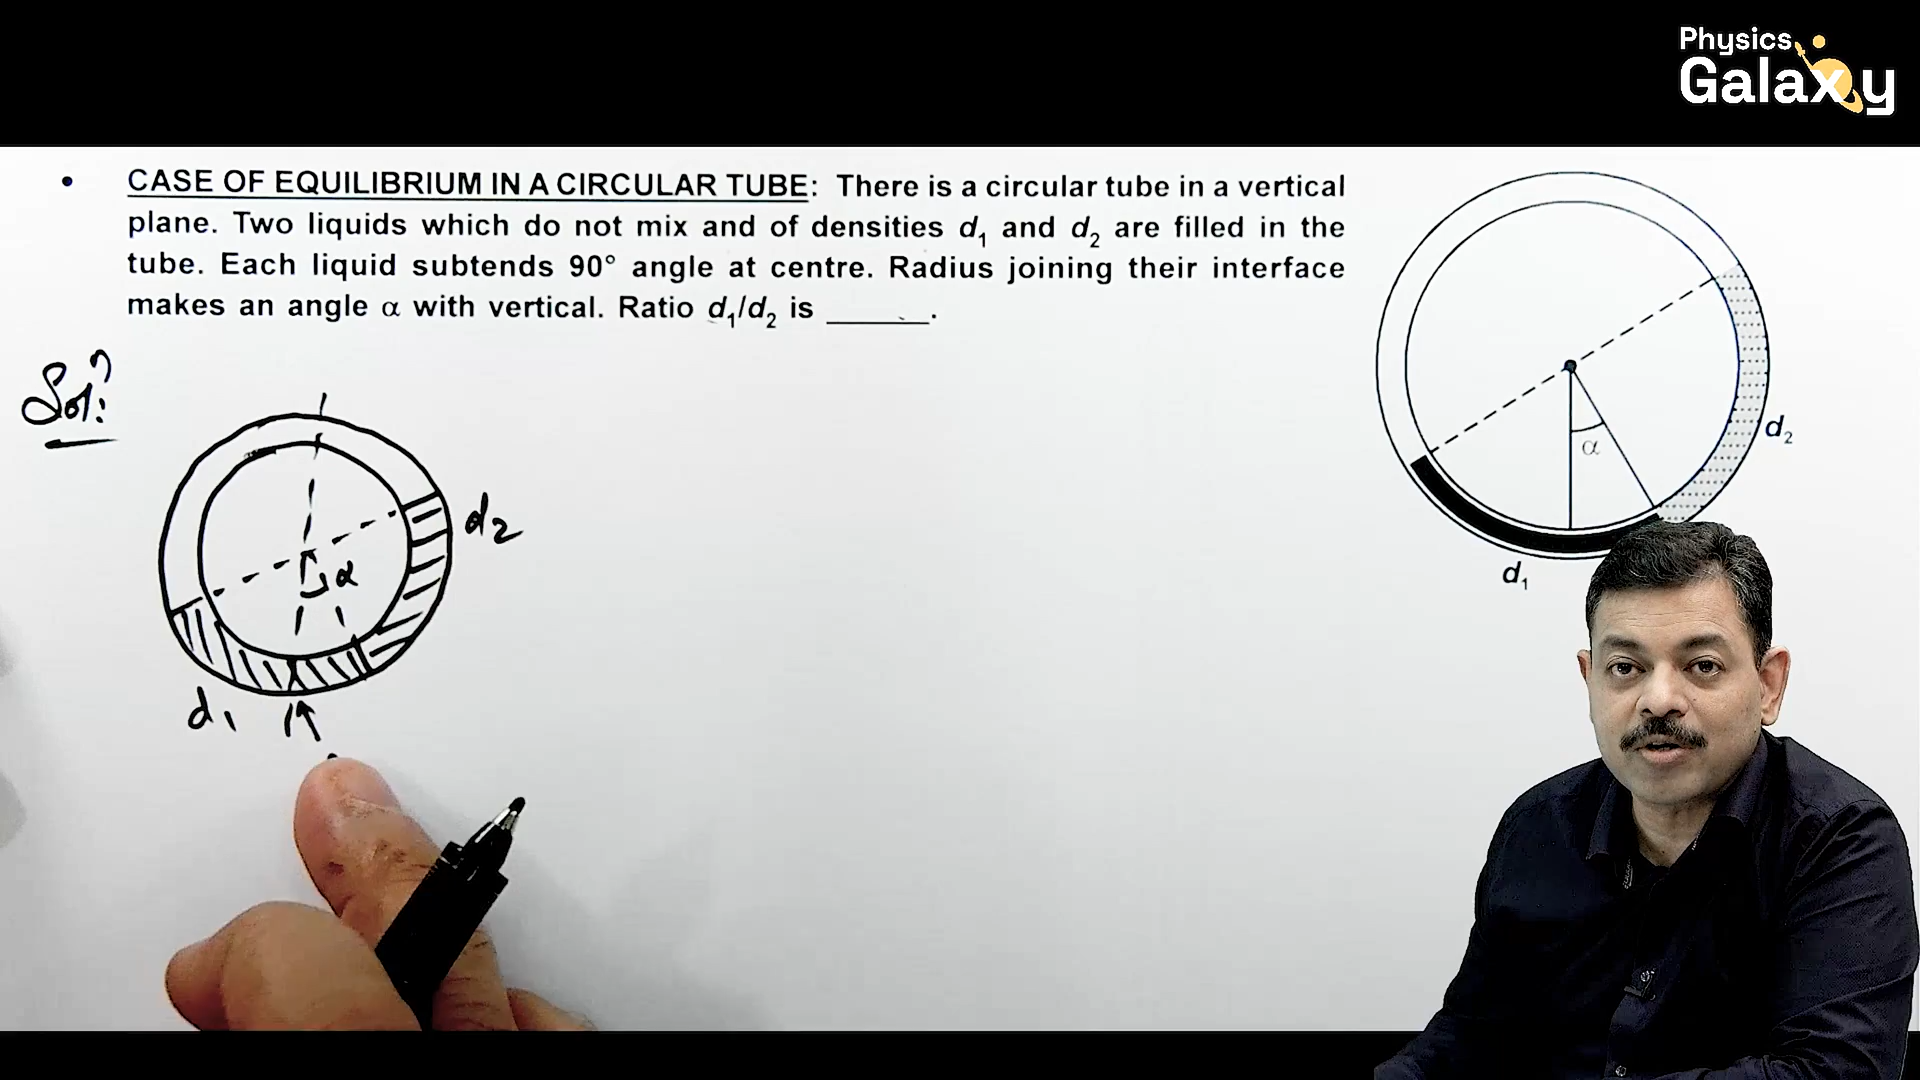 Physics
Galaxy
• CASE OF EQUILIBRIUM IN A CIRCULAR TUBE: There is a circular tube in a vertical
plane. Two liquids which do not mix and of densities d₁ and d₂ are filled in the
tube. Each liquid subtends 90° angle at centre. Radius joining their interface
makes an angle α with vertical. Ratio d₁/d₂ is ______.
α
d₂
d₁
Solⁿ:
d₂
α
d₁